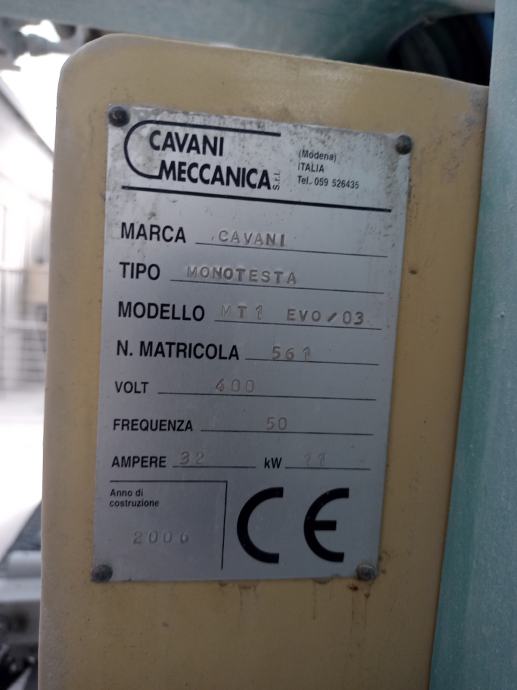 CAVANI
MECCANICA S.r.l.
(Modena)
ITALIA
Tel. 059 526435
MARCA CAVANI
TIPO MONOTESTA
MODELLO MT1 EVO/03
N. MATRICOLA 561
VOLT 400
FREQUENZA 50
AMPERE 32 kW 11
Anno di
costruzione
CE